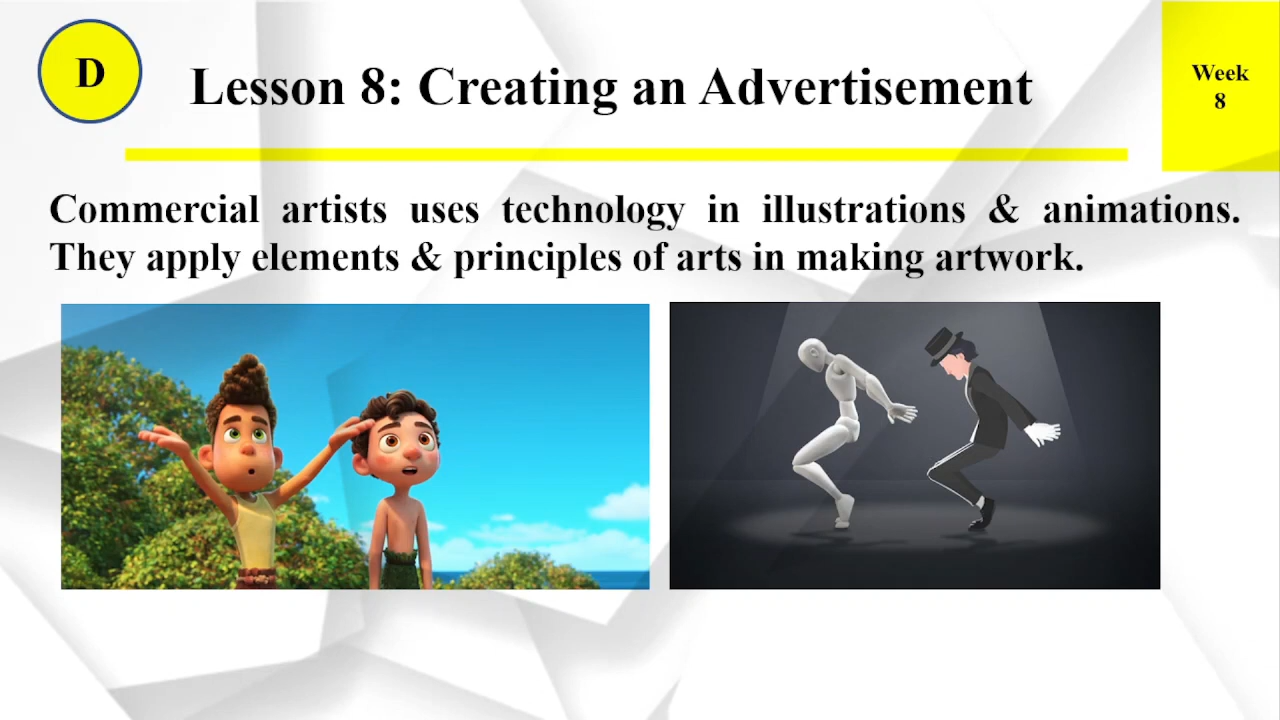 D
Lesson 8: Creating an Advertisement
Week
8
Commercial artists uses technology in illustrations & animations.
They apply elements & principles of arts in making artwork.